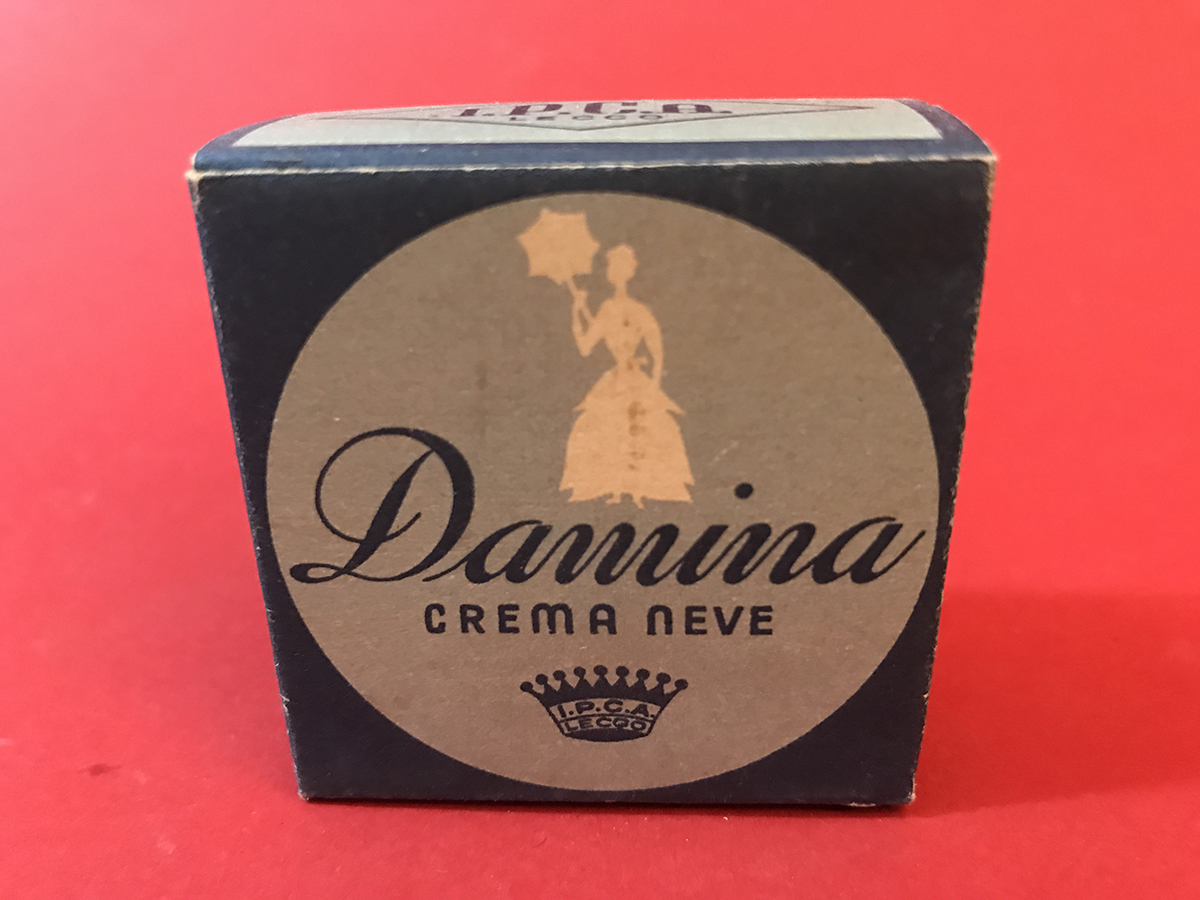 I.P.C.A.
LECCO
Damina
CREMA NEVE
I.P.C.A.
LECCO